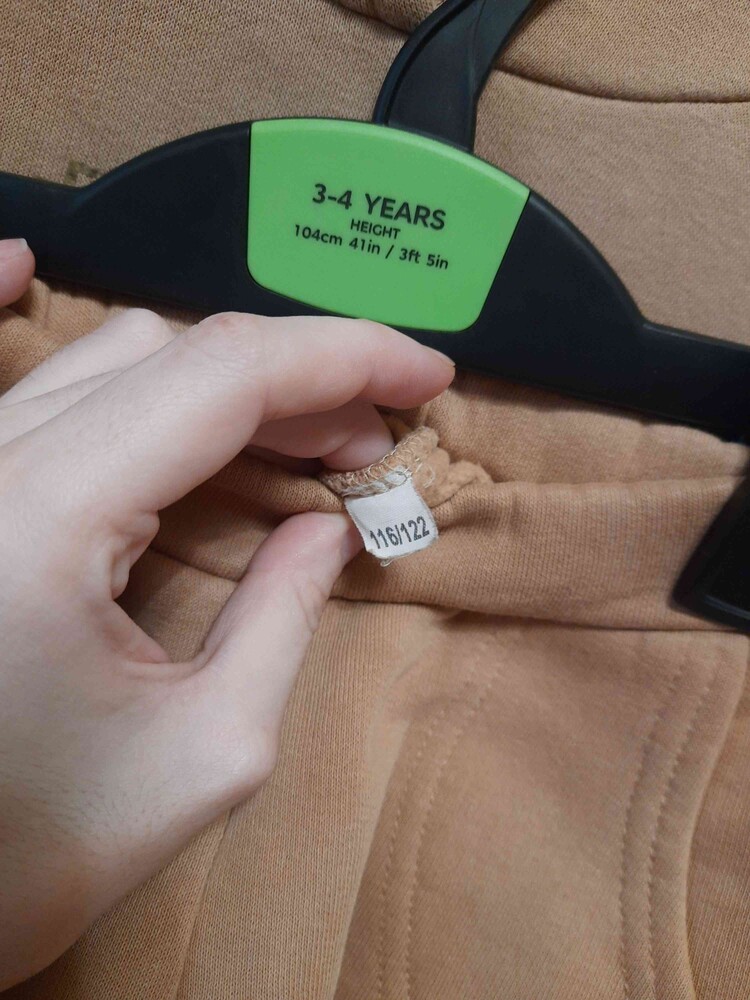 3-4 YEARS
HEIGHT
104cm 41in / 3ft 5in
116/122